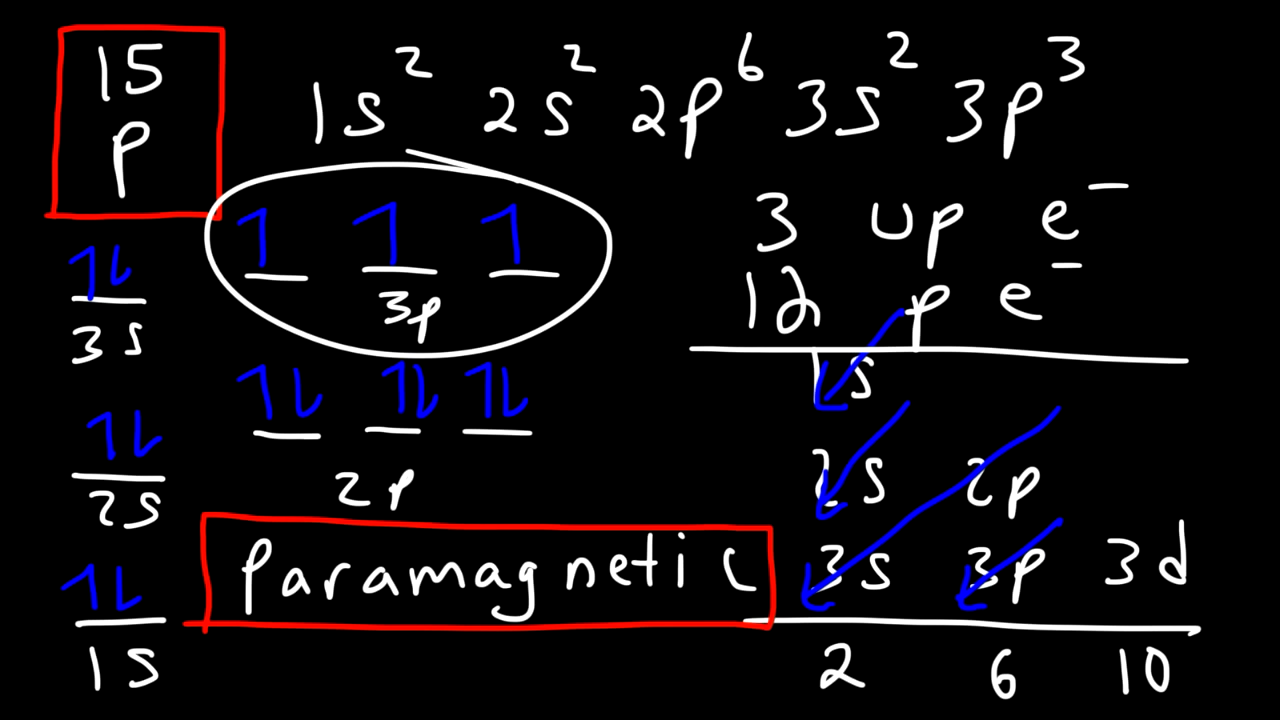 15
P
1s² 2s² 2p⁶ 3s² 3p³
3 up e⁻
12 p e⁻
↿ ↿ ↿
3p
↿⇂
3s
↿⇂ ↿⇂ ↿⇂
2p
↿⇂
2s
↿⇂
1s
Paramagnetic
1s
2s 2p
3s 3p 3d
2 6 10